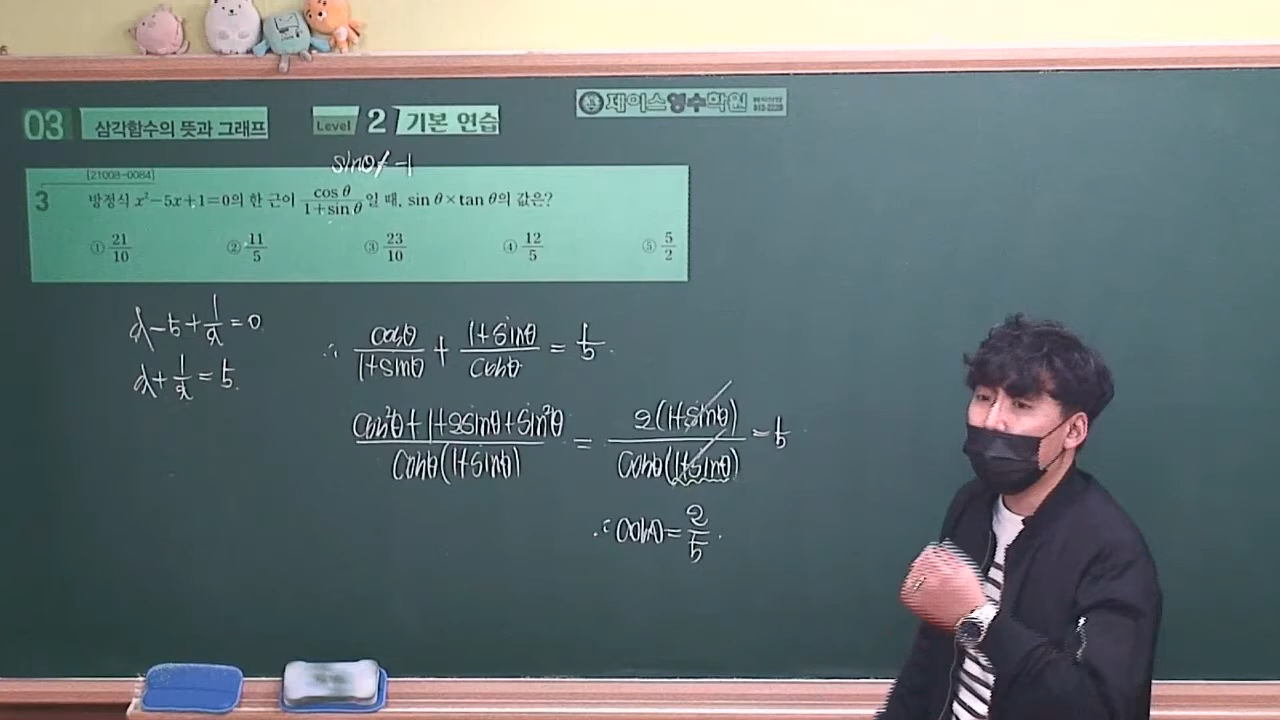 제이스영수학원
03 삼각함수의 뜻과 그래프 Level 2 기본 연습
sinθ≠-1
[21008-0084]
3 방정식 x²-5x+1=0의 한 근이 cosθ/(1+sinθ)일 때, sinθ×tanθ의 값은?
① 21/10 ② 11/5 ③ 23/10 ④ 12/5 ⑤ 5/2
α-5+1/α=0
α+1/α=5.
∴ cosθ/(1+sinθ) + (1+sinθ)/cosθ = 5.
(cos²θ+1+2sinθ+sin²θ)/(cosθ(1+sinθ)) = 2(1+sinθ)/(cosθ(1+sinθ)) = 5
∴ cosθ = 2/5.